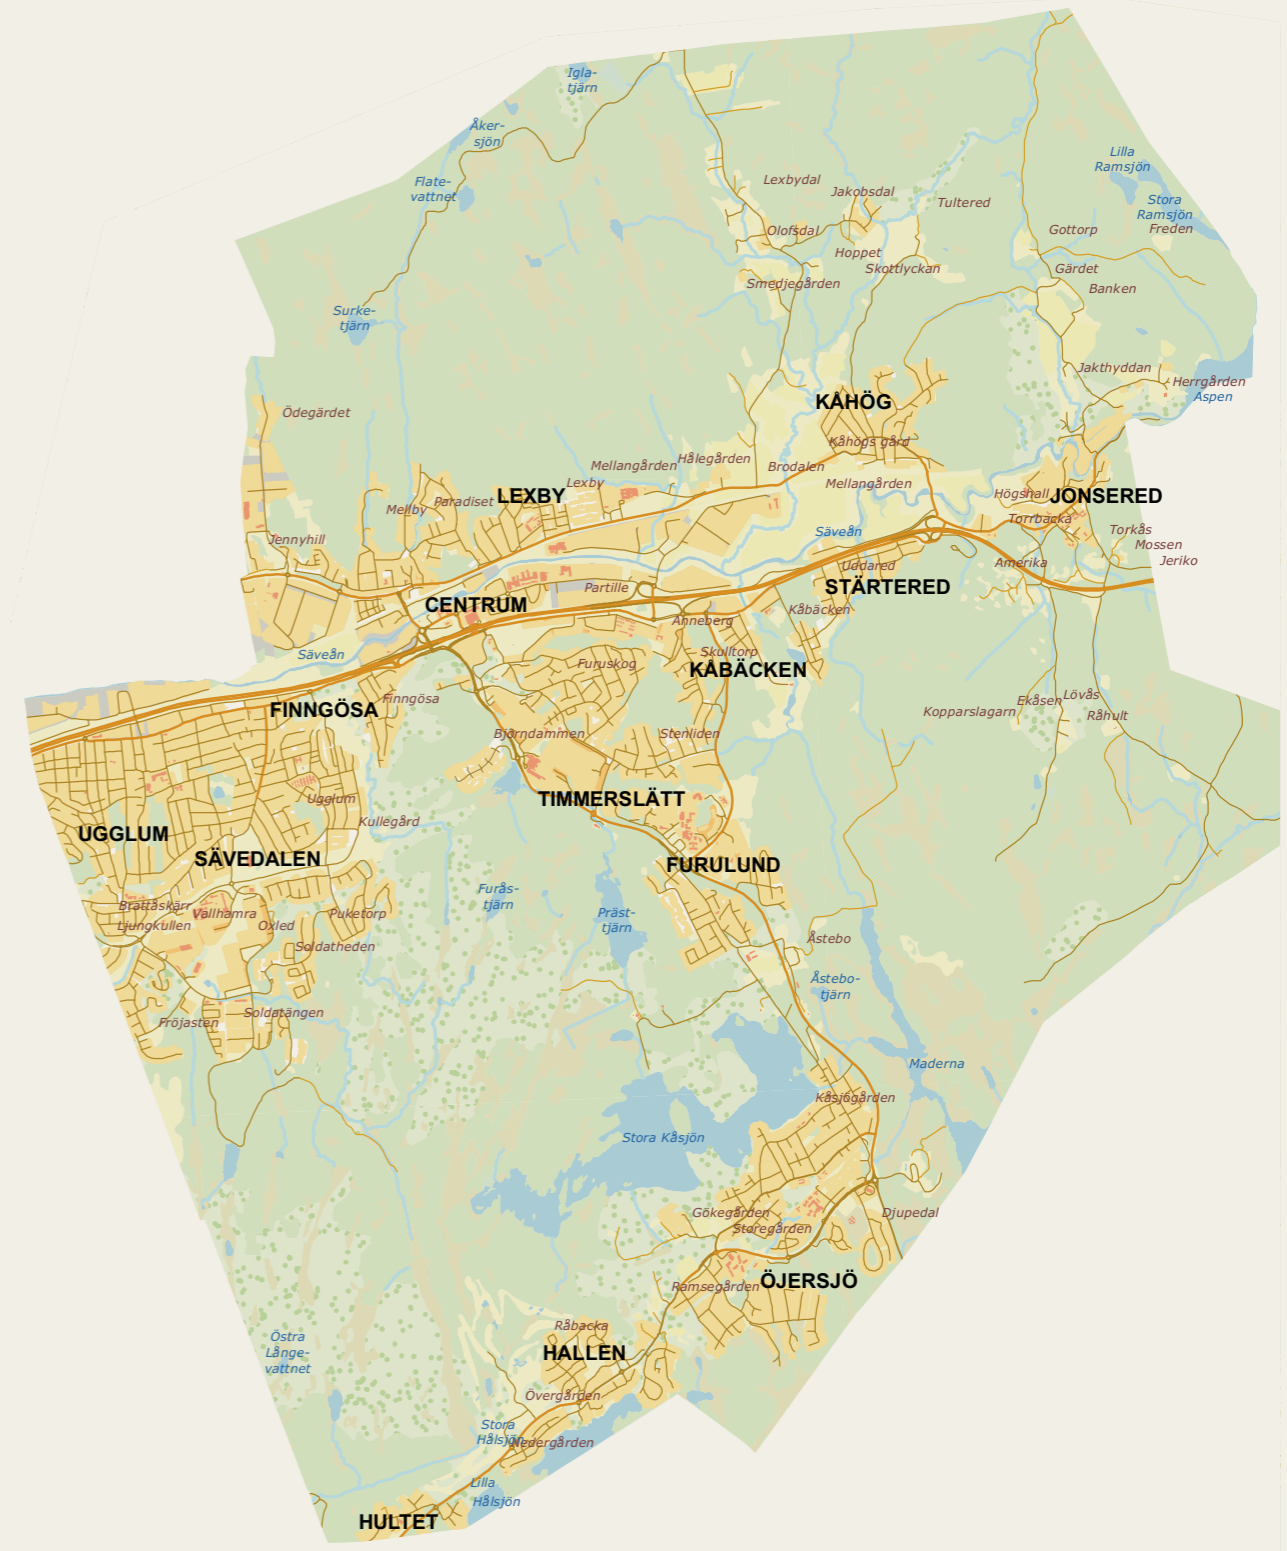 Igla-
tjärn
Åker-
sjön
Lilla
Ramsjön
Lexbydal
Flate-
vattnet
Jakobsdal
Tultered
Stora
Ramsjön
Freden
Olofsdal
Gottorp
Hoppet
Skottlyckan
Gärdet
Smedjegården
Banken
Surke-
tjärn
Jakthyddan
Herrgården
Aspen
KÅHÖG
Ödegärdet
Kåhögs gård
Hålegården
Mellangården
Brodalen
Lexby
Mellangården
LEXBY
Paradiset
Mellby
Högshall
JONSERED
Torrbacka
Säveån
Torkås
Mossen
Jeriko
Jennyhill
Uddared
Amerika
Partille
STÄRTERED
CENTRUM
Kåbäcken
Anneberg
Säveån
Skulltorp
Furuskog
KÅBÄCKEN
Finngösa
FINNGÖSA
Ekåsen
Lövås
Kopparslagarn
Råhult
Björndammen
Stenliden
Ugglum
TIMMERSLÄTT
Kullegård
UGGLUM
SÄVEDALEN
FURULUND
Furås-
tjärn
Brattåskärr
Vallhamra
Puketorp
Präst-
tjärn
Ljungkullen
Oxled
Soldatheden
Åstebo
Åstebo-
tjärn
Soldatängen
Fröjasten
Maderna
Kåsjögården
Stora Kåsjön
Gökegården
Storegården
Djupedal
Ramsegården
ÖJERSJÖ
Råbacka
Östra
Långe-
vattnet
HALLEN
Övergården
Stora
Hålsjön
Nedergården
Lilla
Hålsjön
HULTET